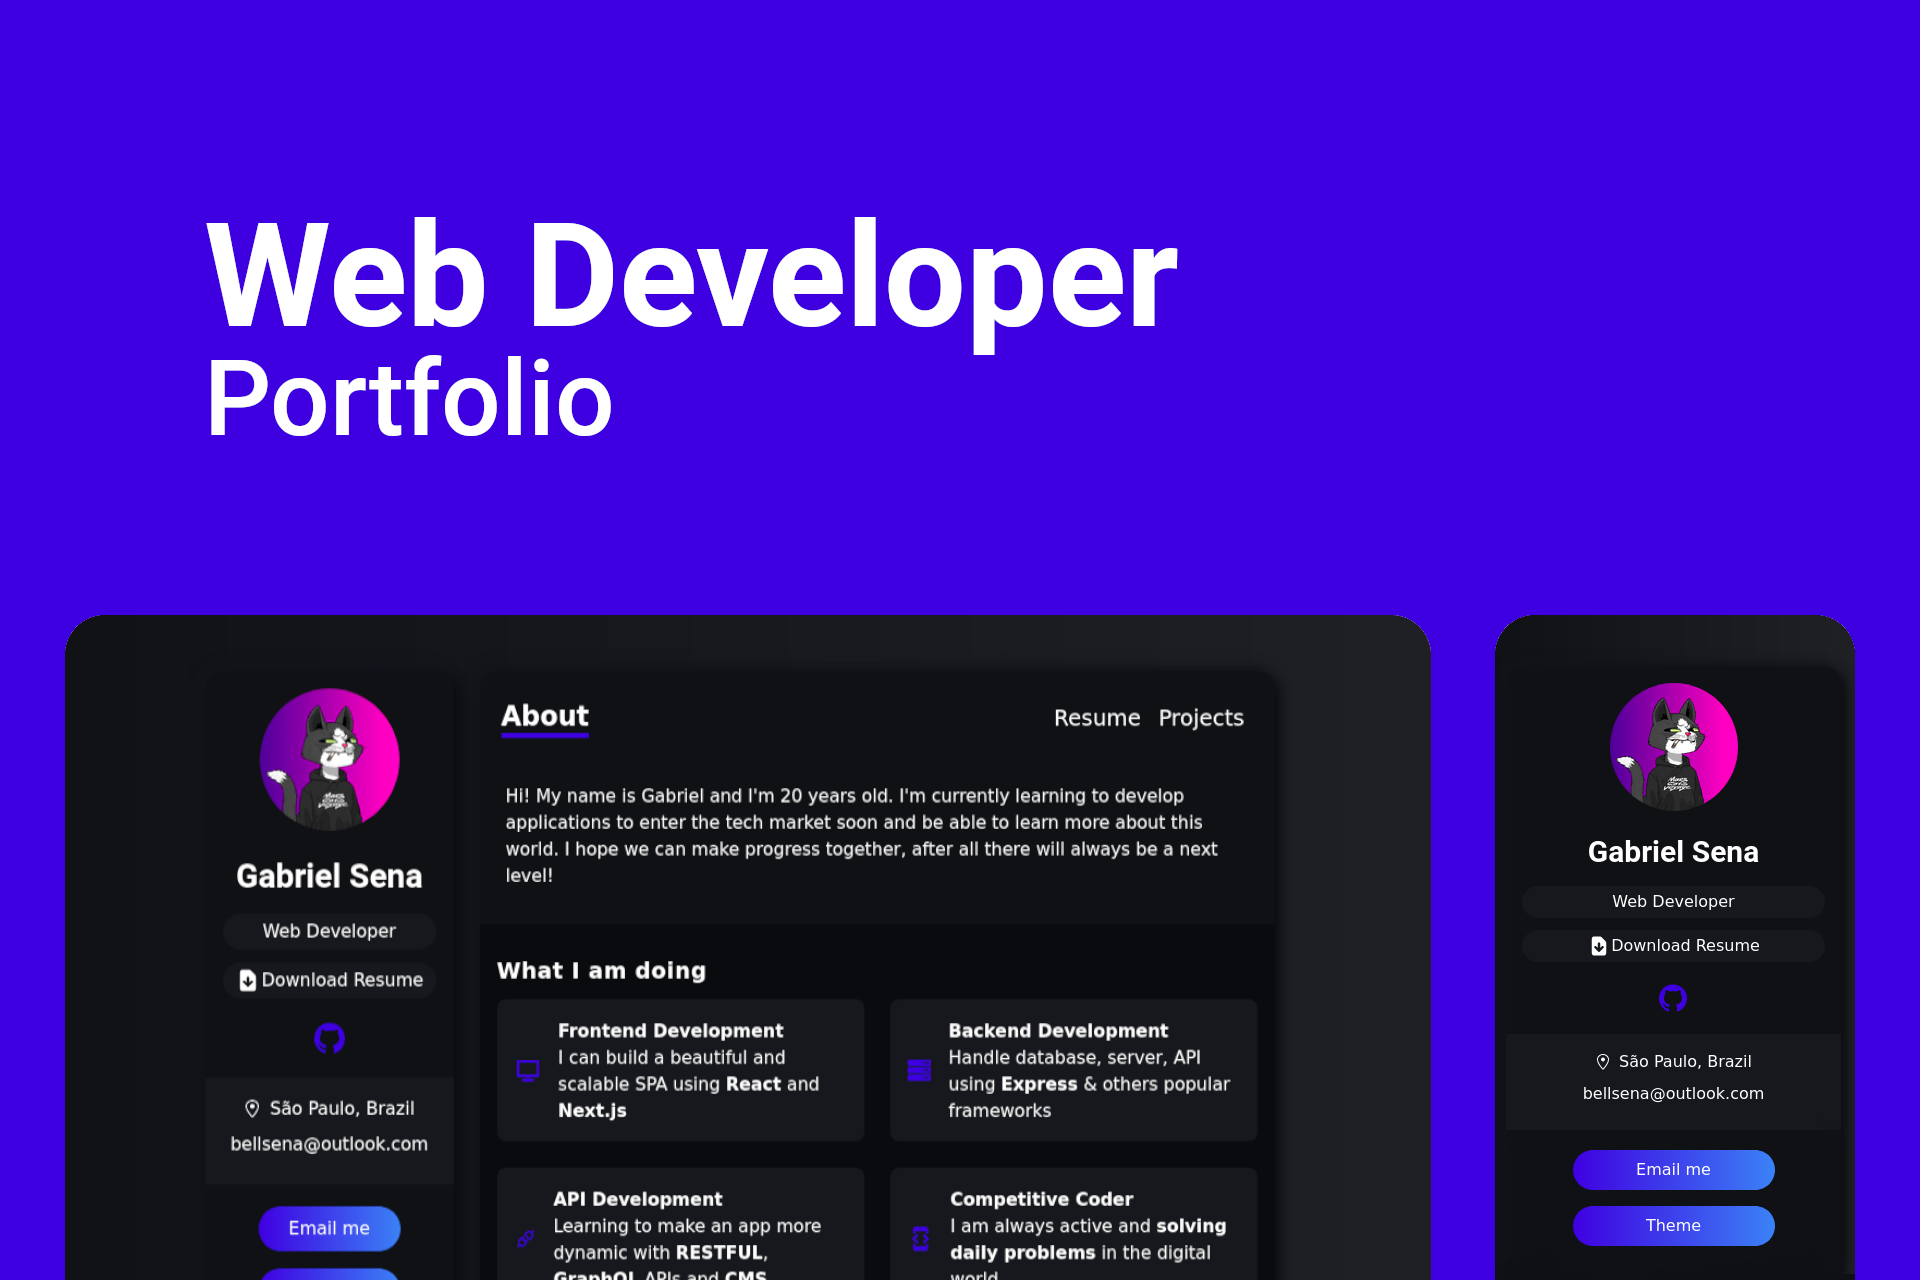 Web Developer
Portfolio
Gabriel Sena
Web Developer
Download Resume
São Paulo, Brazil
bellsena@outlook.com
Email me
About
Resume Projects
Hi! My name is Gabriel and I'm 20 years old. I'm currently learning to develop
applications to enter the tech market soon and be able to learn more about this
world. I hope we can make progress together, after all there will always be a next
level!
What I am doing
Frontend Development
I can build a beautiful and
scalable SPA using React and
Next.js
Backend Development
Handle database, server, API
using Express & others popular
frameworks
API Development
Learning to make an app more
dynamic with RESTFUL,
GraphQL APIs and CMS
Competitive Coder
I am always active and solving
daily problems in the digital
world
Gabriel Sena
Web Developer
Download Resume
São Paulo, Brazil
bellsena@outlook.com
Email me
Theme